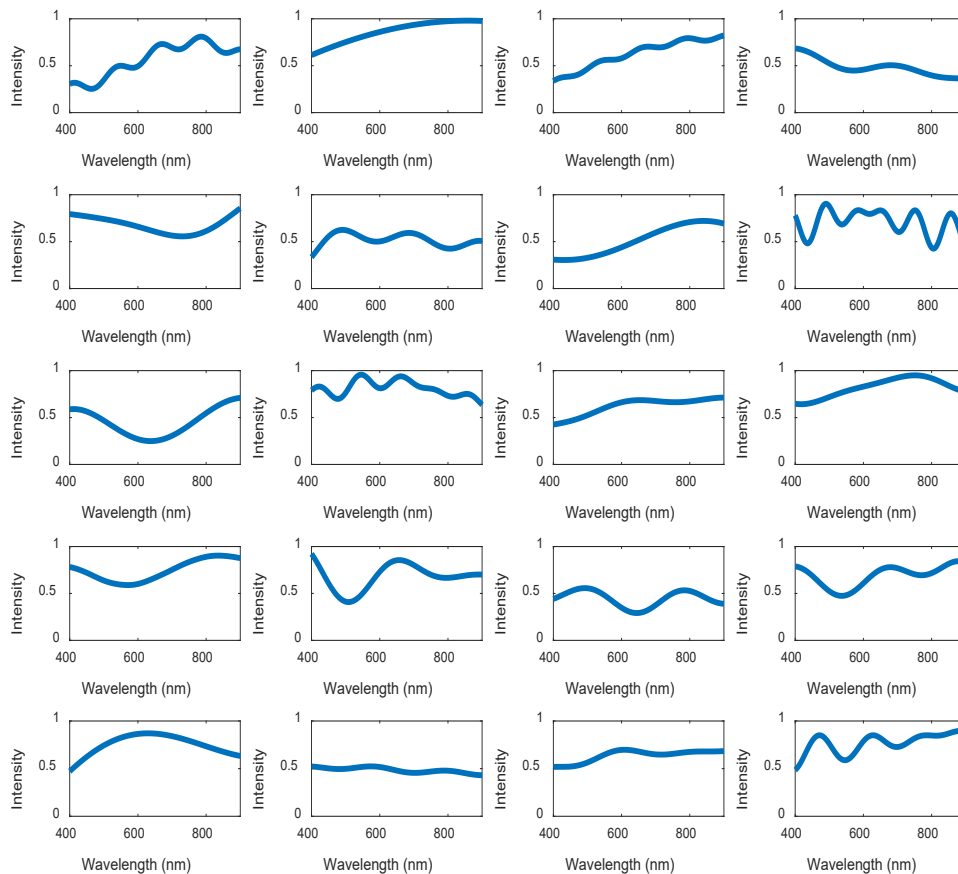 1 1 1 1
Intensity Intensity Intensity Intensity
0.5 0.5 0.5 0.5
0 0 0 0
400 600 800 400 600 800 400 600 800 400 600 800
Wavelength (nm) Wavelength (nm) Wavelength (nm) Wavelength (nm)
1 1 1 1
Intensity Intensity Intensity Intensity
0.5 0.5 0.5 0.5
0 0 0 0
400 600 800 400 600 800 400 600 800 400 600 800
Wavelength (nm) Wavelength (nm) Wavelength (nm) Wavelength (nm)
1 1 1 1
Intensity Intensity Intensity Intensity
0.5 0.5 0.5 0.5
0 0 0 0
400 600 800 400 600 800 400 600 800 400 600 800
Wavelength (nm) Wavelength (nm) Wavelength (nm) Wavelength (nm)
1 1 1 1
Intensity Intensity Intensity Intensity
0.5 0.5 0.5 0.5
0 0 0 0
400 600 800 400 600 800 400 600 800 400 600 800
Wavelength (nm) Wavelength (nm) Wavelength (nm) Wavelength (nm)
1 1 1 1
Intensity Intensity Intensity Intensity
0.5 0.5 0.5 0.5
0 0 0 0
400 600 800 400 600 800 400 600 800 400 600 800
Wavelength (nm) Wavelength (nm) Wavelength (nm) Wavelength (nm)